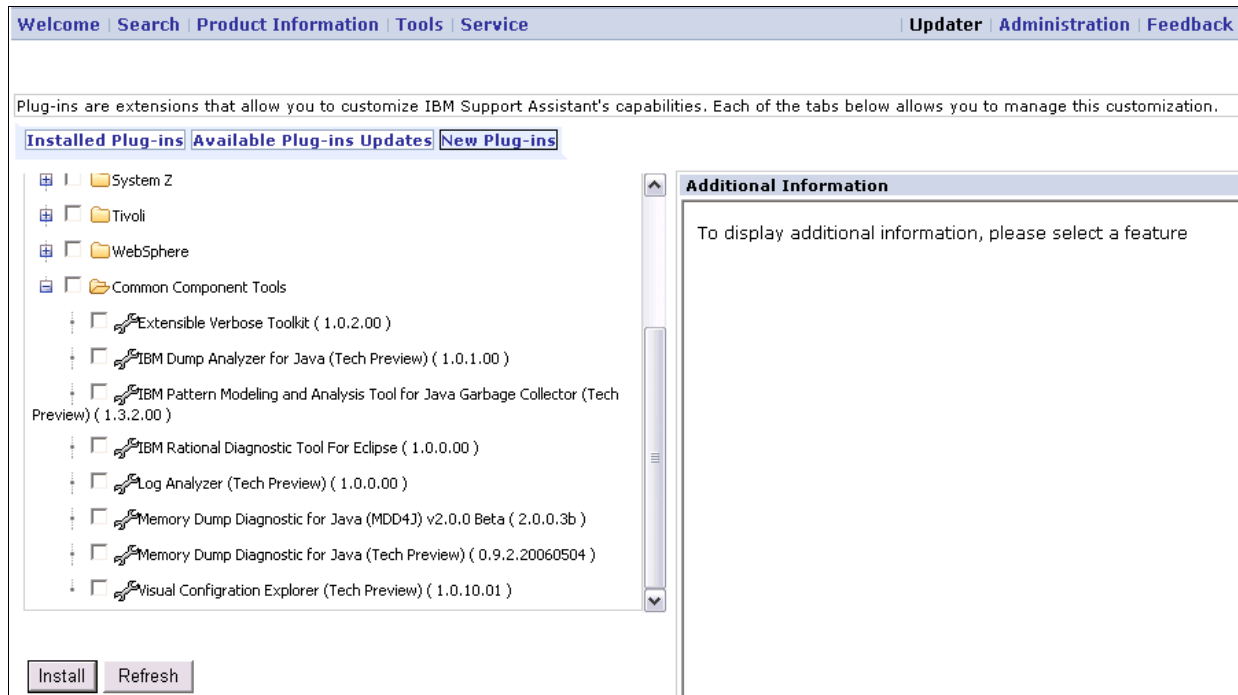 Welcome | Search | Product Information | Tools | Service | Updater | Administration | Feedback
Plug-ins are extensions that allow you to customize IBM Support Assistant's capabilities. Each of the tabs below allows you to manage this customization.
Installed Plug-ins Available Plug-ins Updates New Plug-ins
System Z
Tivoli
WebSphere
Common Component Tools
Extensible Verbose Toolkit ( 1.0.2.00 )
IBM Dump Analyzer for Java (Tech Preview) ( 1.0.1.00 )
IBM Pattern Modeling and Analysis Tool for Java Garbage Collector (Tech
Preview) ( 1.3.2.00 )
IBM Rational Diagnostic Tool For Eclipse ( 1.0.0.00 )
Log Analyzer (Tech Preview) ( 1.0.0.00 )
Memory Dump Diagnostic for Java (MDD4J) v2.0.0 Beta ( 2.0.0.3b )
Memory Dump Diagnostic for Java (Tech Preview) ( 0.9.2.20060504 )
Visual Configration Explorer (Tech Preview) ( 1.0.10.01 )
Install Refresh
Additional Information
To display additional information, please select a feature